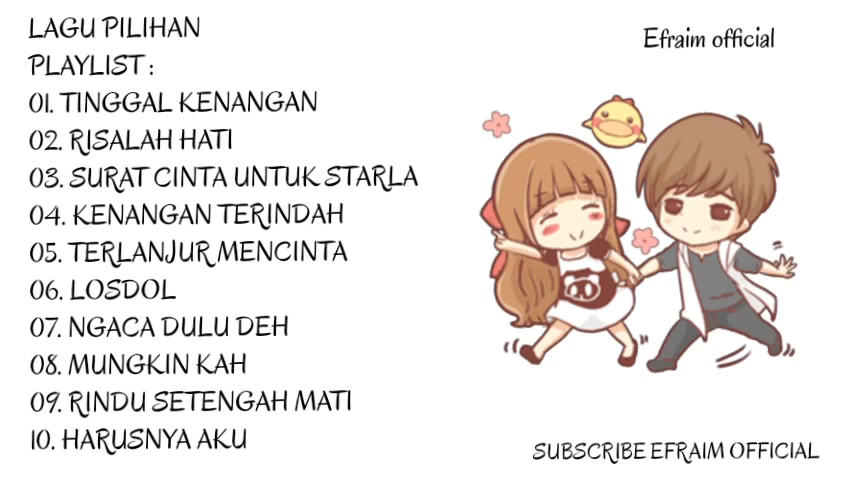 LAGU PILIHAN
PLAYLIST :
01. TINGGAL KENANGAN
02. RISALAH HATI
03. SURAT CINTA UNTUK STARLA
04. KENANGAN TERINDAH
05. TERLANJUR MENCINTA
06. LOSDOL
07. NGACA DULU DEH
08. MUNGKIN KAH
09. RINDU SETENGAH MATI
10. HARUSNYA AKU
Efraim official
SUBSCRIBE EFRAIM OFFICIAL